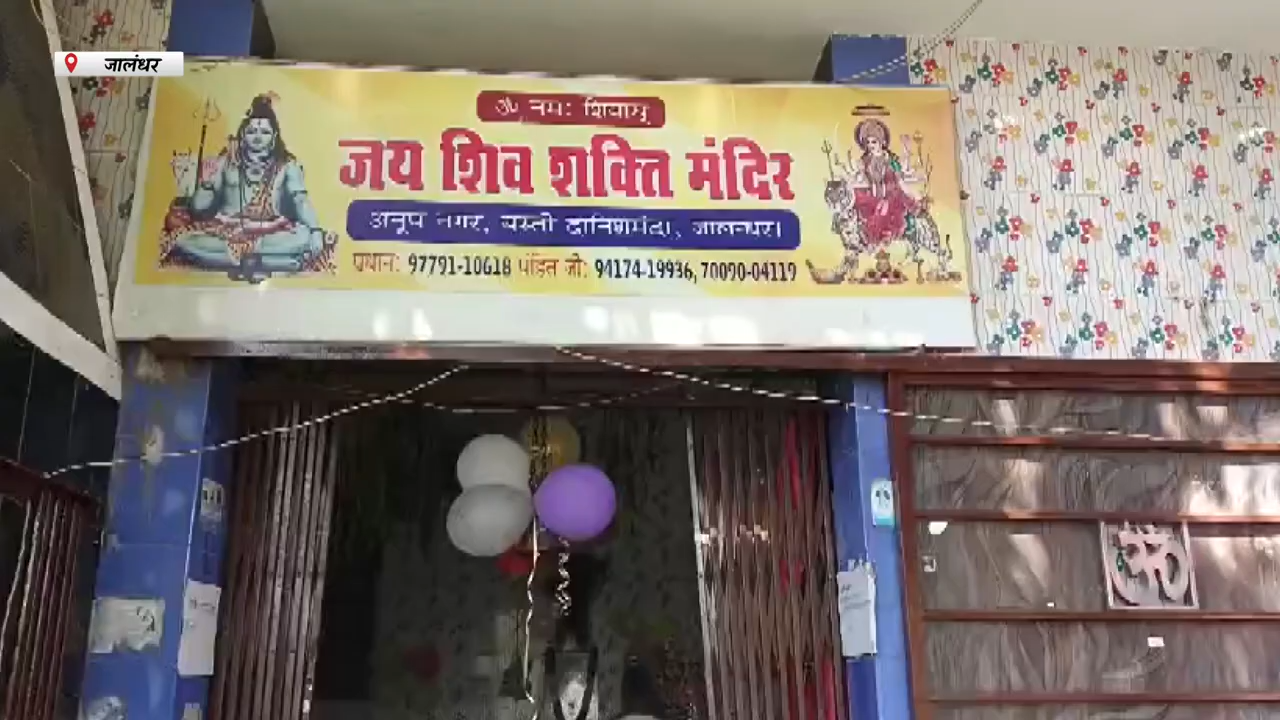 जालंधर
ॐ नमः शिवाय्
जय शिव शक्ति मंदिर
अनूप नगर, बस्ती दानिशमंदा, जालन्धर।
प्रधान: 97791-10618 पंडित जी: 94174-19936, 70090-04119
ॐ